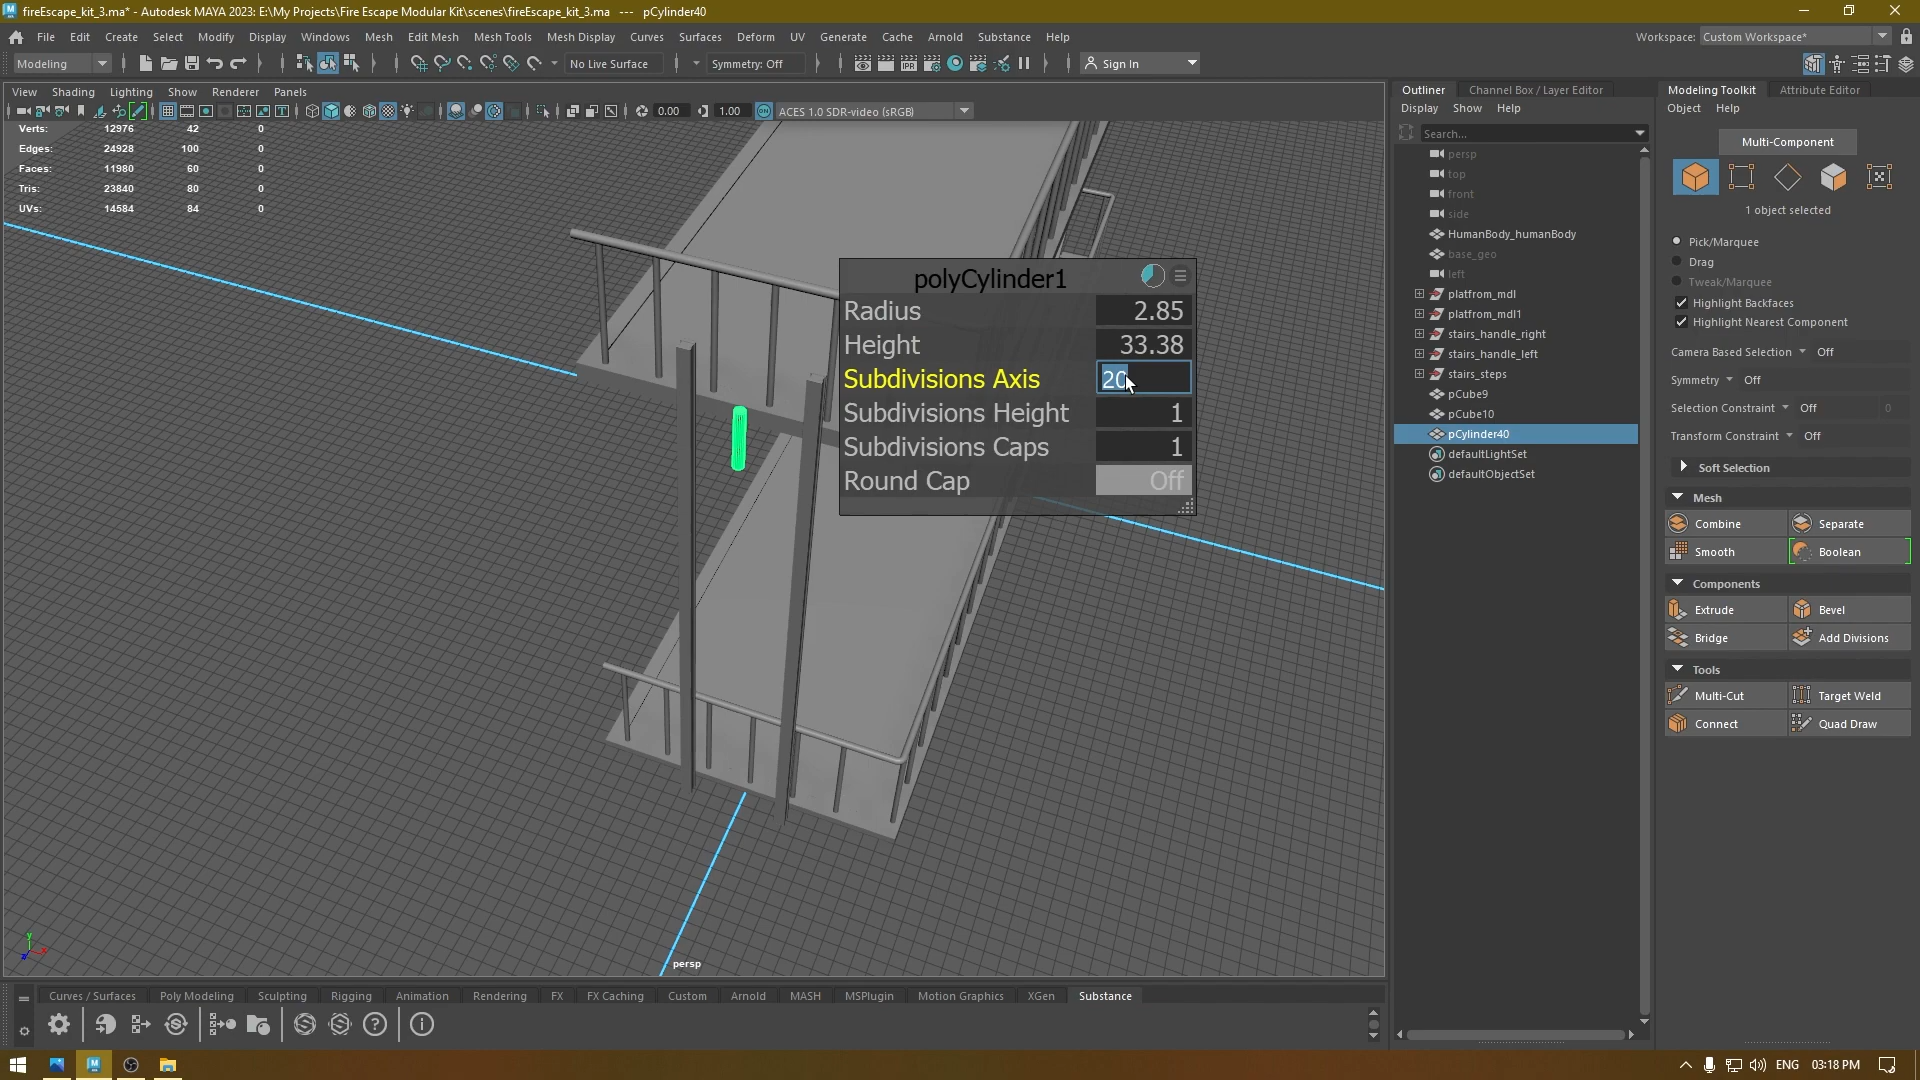 fireEscape_kit_3.ma* - Autodesk MAYA 2023: E:\My Projects\Fire Escape Modular Kit\scenes\fireEscape_kit_3.ma --- pCylinder40
File Edit Create Select Modify Display Windows Mesh Edit Mesh Mesh Tools Mesh Display Curves Surfaces Deform UV Generate Cache Arnold Substance Help
Workspace: Custom Workspace*
Modeling
No Live Surface
Symmetry: Off
Sign In
View Shading Lighting Show Renderer Panels
0.00
1.00
ACES 1.0 SDR-video (sRGB)
Verts: 12976 42 0
Edges: 24928 100 0
Faces: 11980 60 0
Tris: 23840 80 0
UVs: 14584 84 0
polyCylinder1
Radius 2.85
Height 33.38
Subdivisions Axis 20
Subdivisions Height 1
Subdivisions Caps 1
Round Cap Off
persp
Outliner
Channel Box / Layer Editor
Display Show Help
Search...
persp
top
front
side
HumanBody_humanBody
base_geo
left
platfrom_mdl
platfrom_mdl1
stairs_handle_right
stairs_handle_left
stairs_steps
pCube9
pCube10
pCylinder40
defaultLightSet
defaultObjectSet
Modeling Toolkit
Attribute Editor
Object Help
Multi-Component
1 object selected
Pick/Marquee
Drag
Tweak/Marquee
Highlight Backfaces
Highlight Nearest Component
Camera Based Selection Off
Symmetry Off
Selection Constraint Off 0
Transform Constraint Off
Soft Selection
Mesh
Combine Separate
Smooth Boolean
Components
Extrude Bevel
Bridge Add Divisions
Tools
Multi-Cut Target Weld
Connect Quad Draw
Curves / Surfaces Poly Modeling Sculpting Rigging Animation Rendering FX FX Caching Custom Arnold MASH MSPlugin Motion Graphics XGen Substance
ENG 03:18 PM